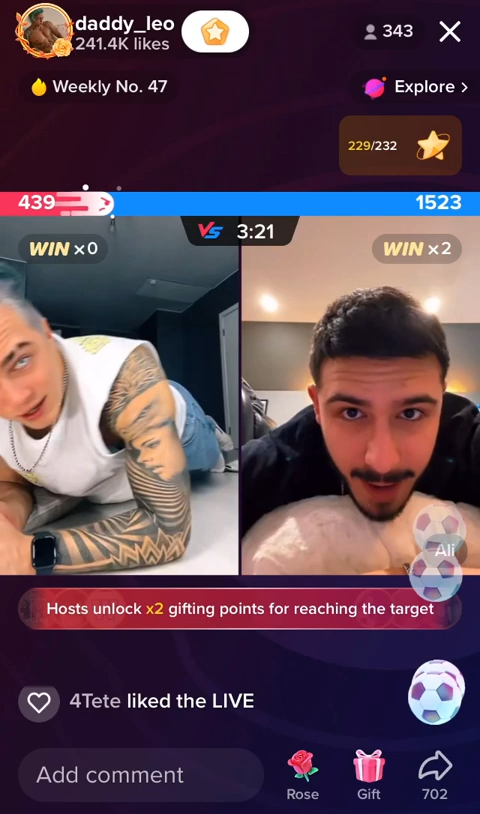 daddy_leo
241.4K likes
343
Weekly No. 47
Explore
229/232
439
1523
VS 3:21
WIN x0
WIN x2
Ali
Hosts unlock x2 gifting points for reaching the target
4Tete liked the LIVE
Add comment
Rose
Gift
702